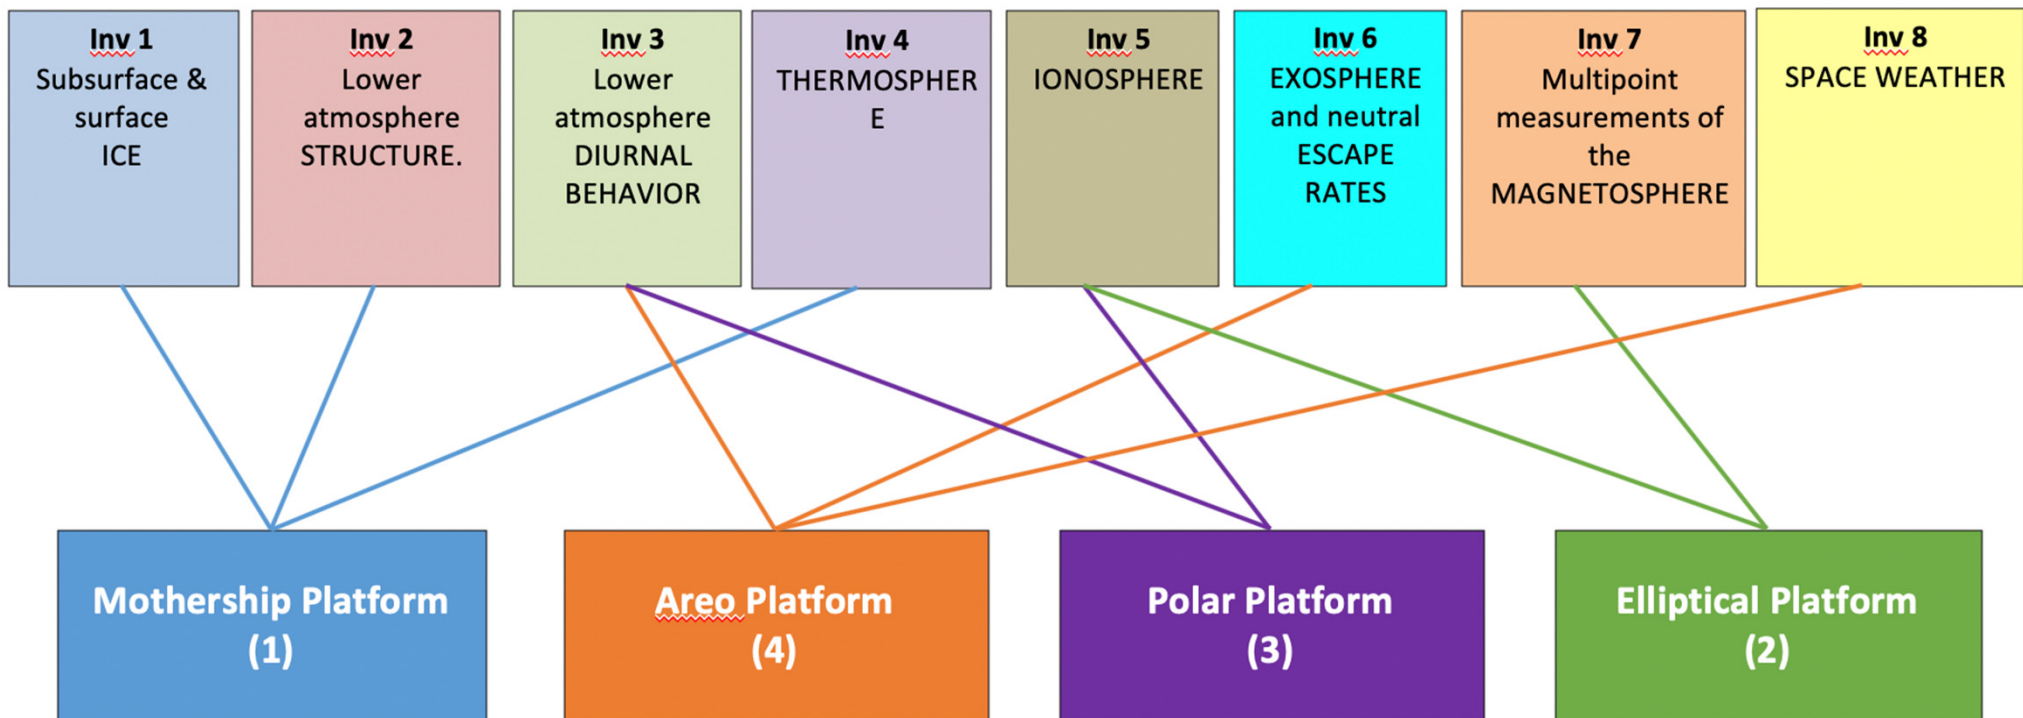 Inv 1
Subsurface &
surface
ICE
Inv 2
Lower
atmosphere
STRUCTURE.
Inv 3
Lower
atmosphere
DIURNAL
BEHAVIOR
Inv 4
THERMOSPHER
E
Inv 5
IONOSPHERE
Inv 6
EXOSPHERE
and neutral
ESCAPE
RATES
Inv 7
Multipoint
measurements of
the
MAGNETOSPHERE
Inv 8
SPACE WEATHER
Mothership Platform
(1)
Areo Platform
(4)
Polar Platform
(3)
Elliptical Platform
(2)